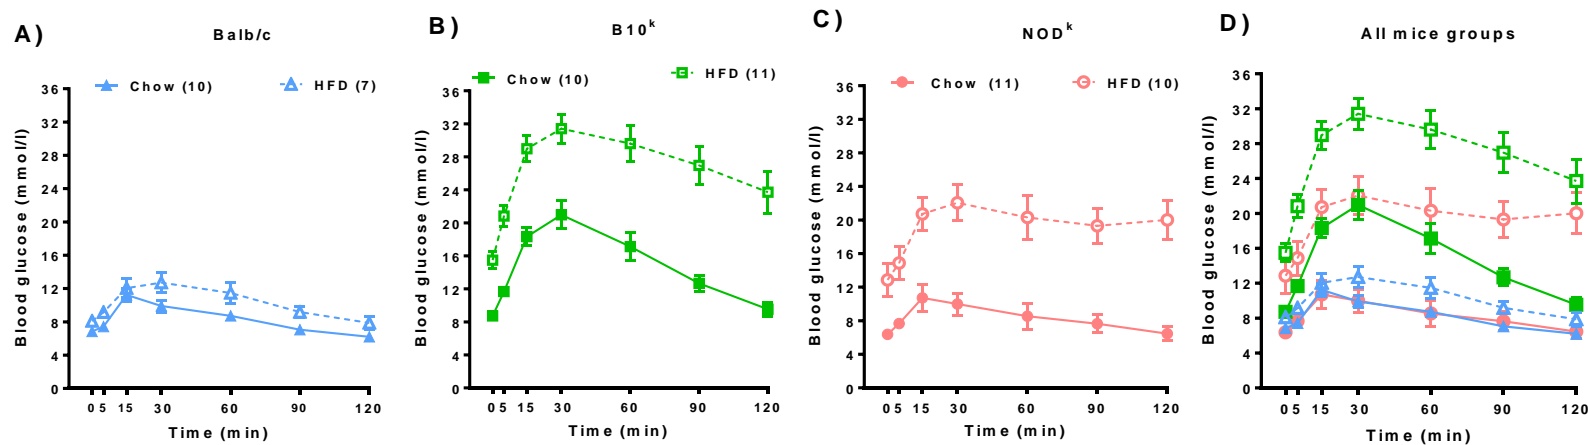 A)
Balb/c
Chow (10)
HFD (7)
Blood glucose (mmol/l)
36
32
28
24
20
16
12
8
4
0
0 5 15 30 60 90 120
Time (min)
B)
B10^k
Chow (10)
HFD (11)
Blood glucose (mmol/l)
36
32
28
24
20
16
12
8
4
0
0 5 15 30 60 90 120
Time (min)
C)
NOD^k
Chow (11)
HFD (10)
Blood glucose (mmol/l)
36
32
28
24
20
16
12
8
4
0
0 5 15 30 60 90 120
Time (min)
D)
All mice groups
Blood glucose (mmol/l)
36
32
28
24
20
16
12
8
4
0
0 5 15 30 60 90 120
Time (min)